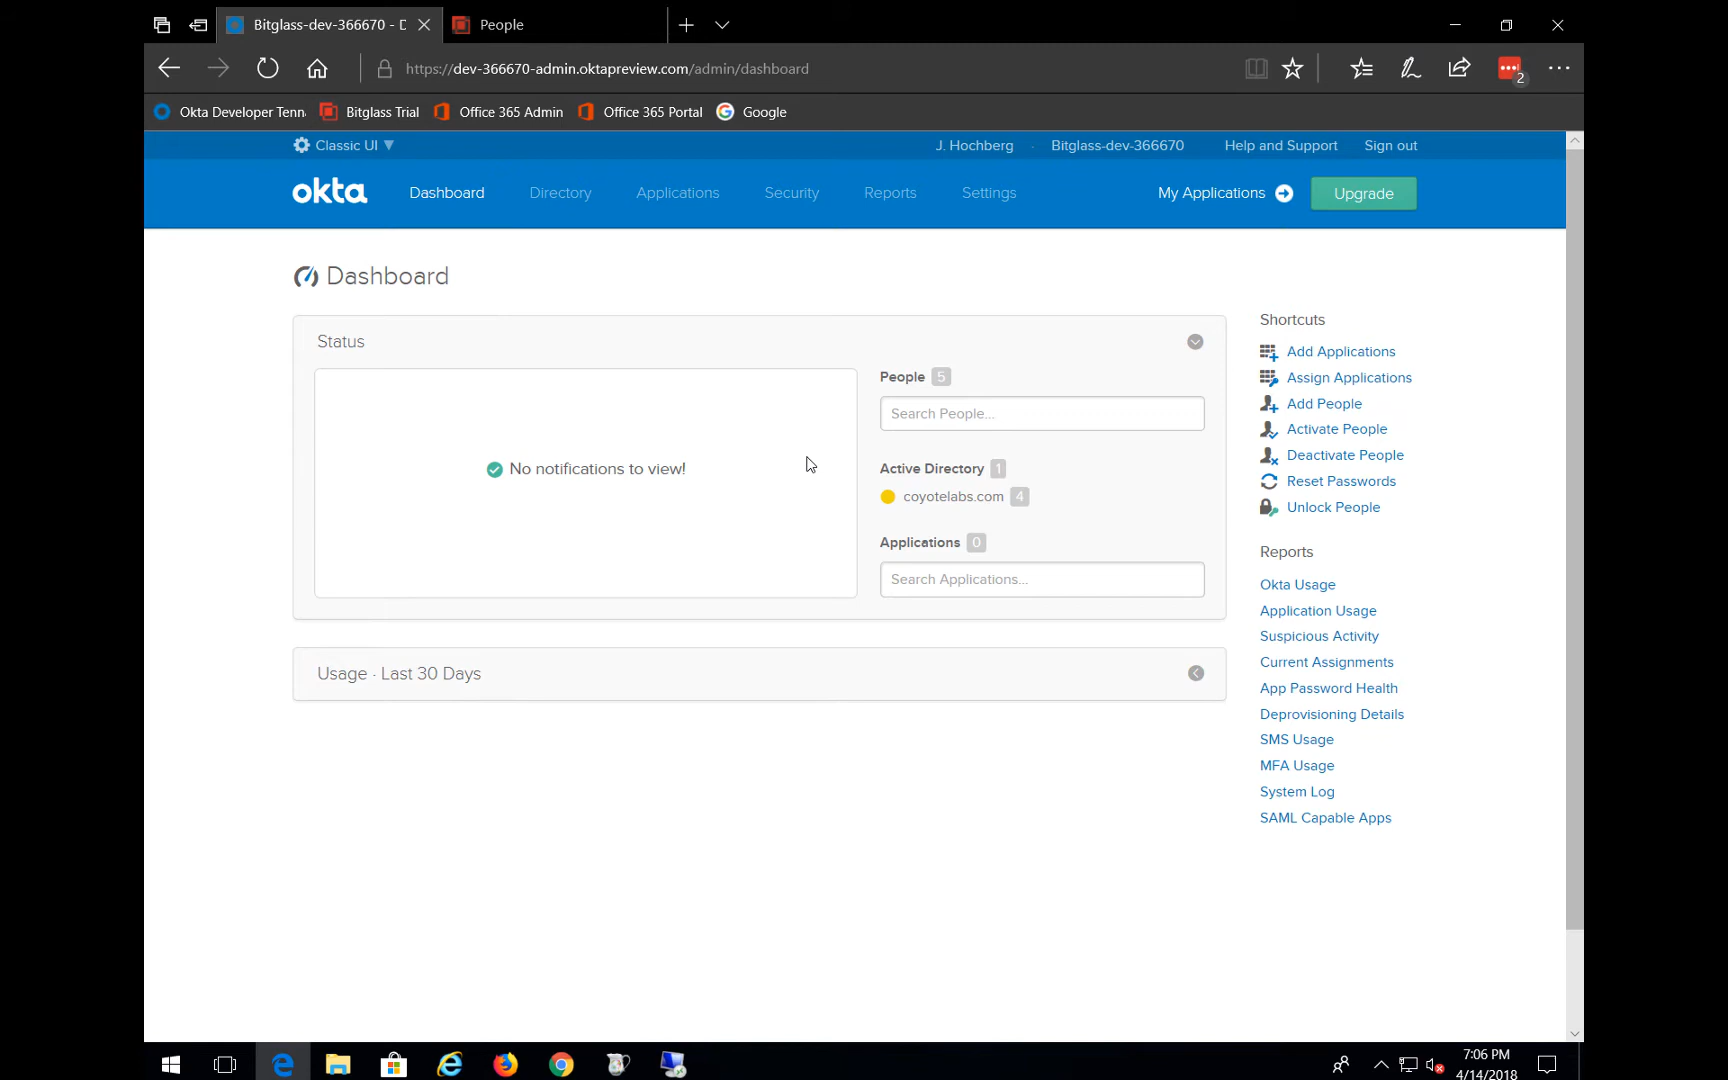 Bitglass-dev-366670 - D
People
https://dev-366670-admin.oktapreview.com/admin/dashboard
2
Okta Developer Tenn
Bitglass Trial
Office 365 Admin
Office 365 Portal
Google
Classic UI
J. Hochberg
Bitglass-dev-366670
Help and Support
Sign out
okta
Dashboard
Directory
Applications
Security
Reports
Settings
My Applications
Upgrade
Dashboard
Status
No notifications to view!
People 5
Search People...
Active Directory 1
coyotelabs.com 4
Applications 0
Search Applications...
Usage · Last 30 Days
Shortcuts
Add Applications
Assign Applications
Add People
Activate People
Deactivate People
Reset Passwords
Unlock People
Reports
Okta Usage
Application Usage
Suspicious Activity
Current Assignments
App Password Health
Deprovisioning Details
SMS Usage
MFA Usage
System Log
SAML Capable Apps
7:06 PM
4/14/2018